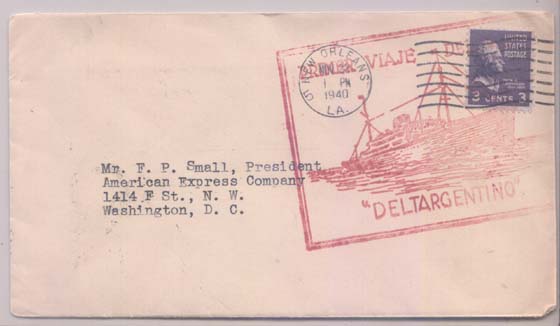 NEW ORLEANS
1 PM
1940
LA.
PRIMER VIAJE
UNITED
STATES
POSTAGE
3 CENTS 3
"DELTARGENTINO"
Mr. F. P. Small, President
American Express Company
1414 F St., N. W.
Washington, D. C.